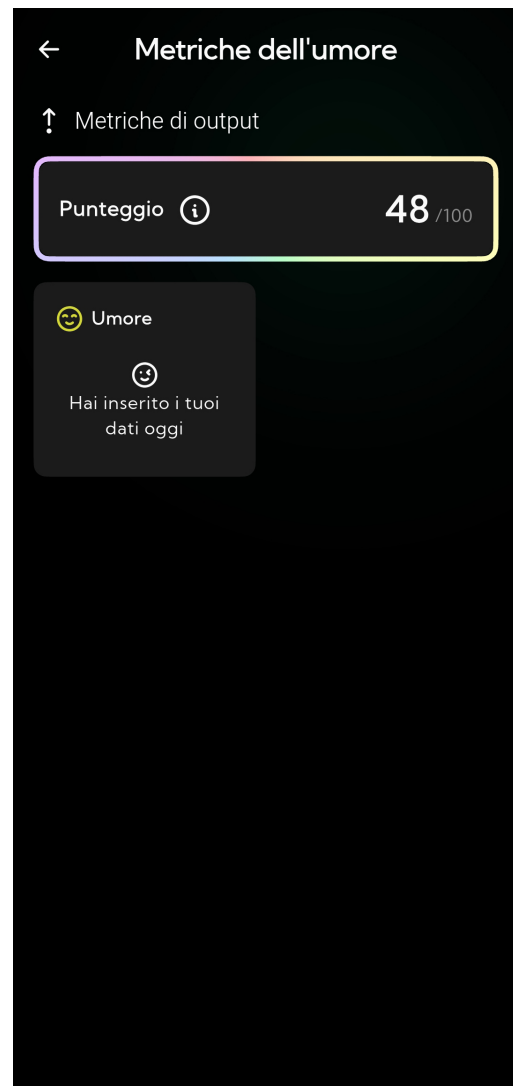 Metriche dell'umore
Metriche di output
Punteggio 48 /100
Umore
Hai inserito i tuoi
dati oggi